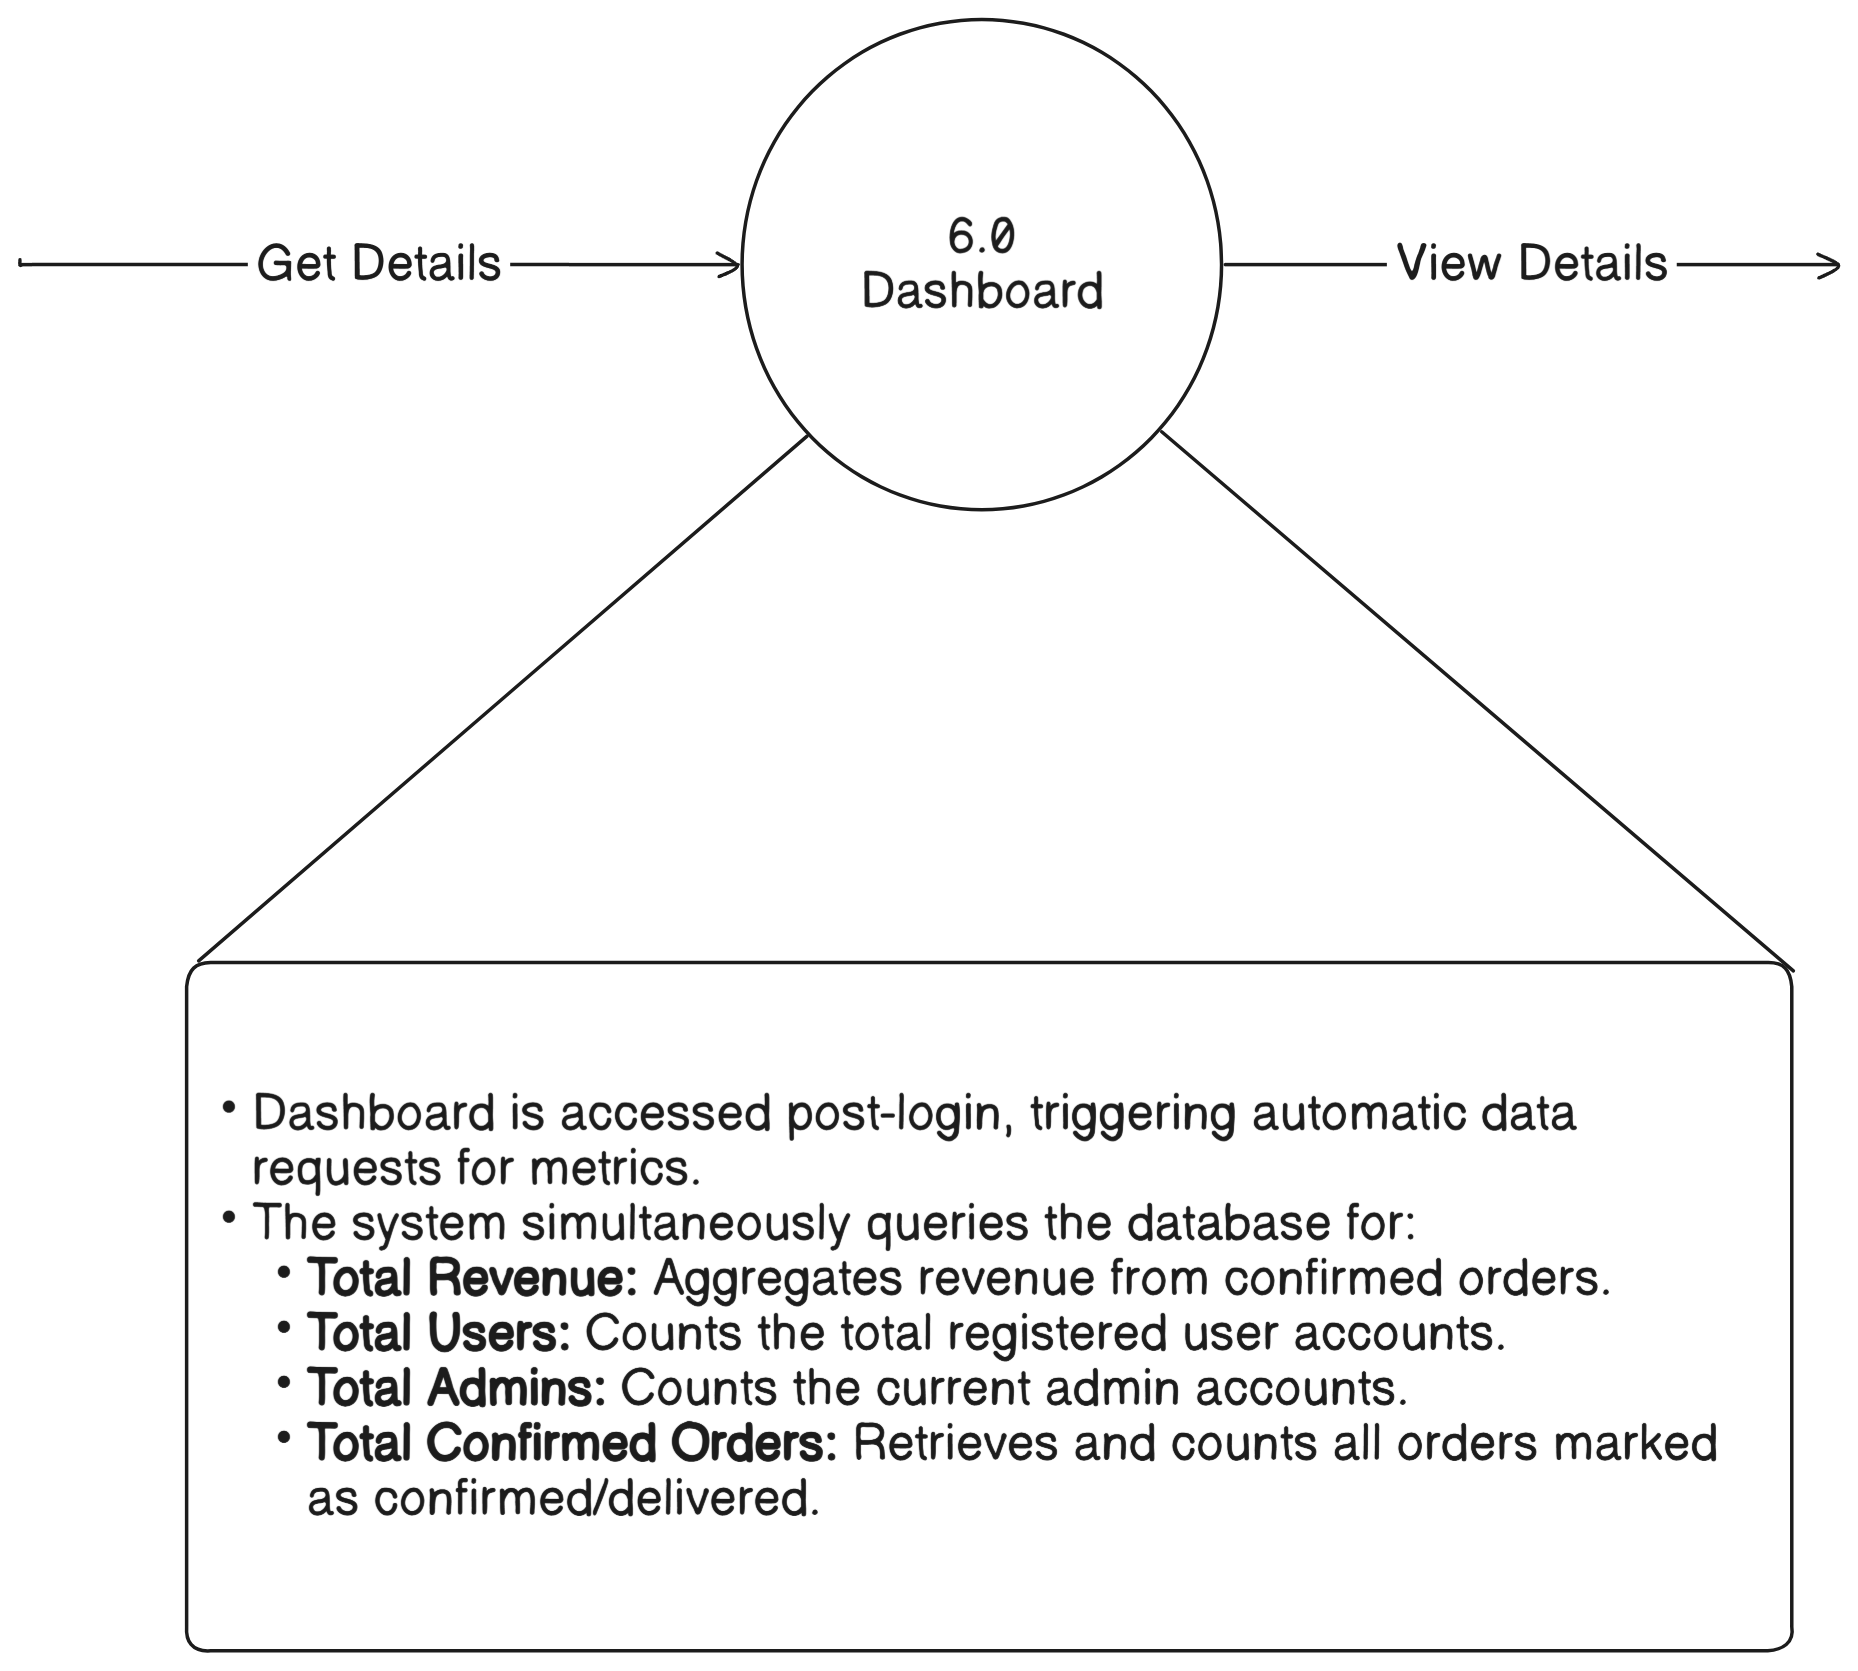 6.0
Dashboard
Get Details
View Details
• Dashboard is accessed post-login, triggering automatic data
requests for metrics.
• The system simultaneously queries the database for:
• Total Revenue: Aggregates revenue from confirmed orders.
• Total Users: Counts the total registered user accounts.
• Total Admins: Counts the current admin accounts.
• Total Confirmed Orders: Retrieves and counts all orders marked
as confirmed/delivered.